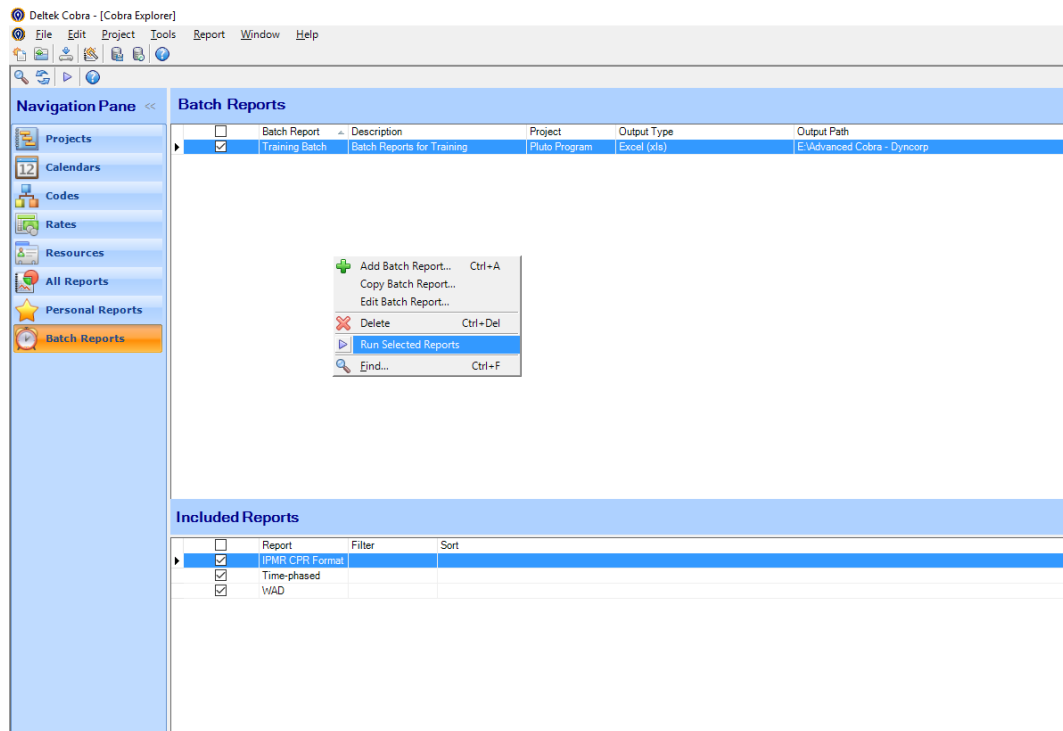 Deltek Cobra - [Cobra Explorer]
File Edit Project Tools Report Window Help
Navigation Pane <<
Projects
12 Calendars
Codes
Rates
Resources
All Reports
Personal Reports
Batch Reports
Batch Reports
Batch Report Description Project Output Type Output Path
Training Batch Batch Reports for Training Pluto Program Excel (xls) E:\Advanced Cobra - Dyncorp
Add Batch Report... Ctrl+A
Copy Batch Report...
Edit Batch Report...
Delete Ctrl+Del
Run Selected Reports
Find... Ctrl+F
Included Reports
Report Filter Sort
IPMR CPR Format
Time-phased
WAD